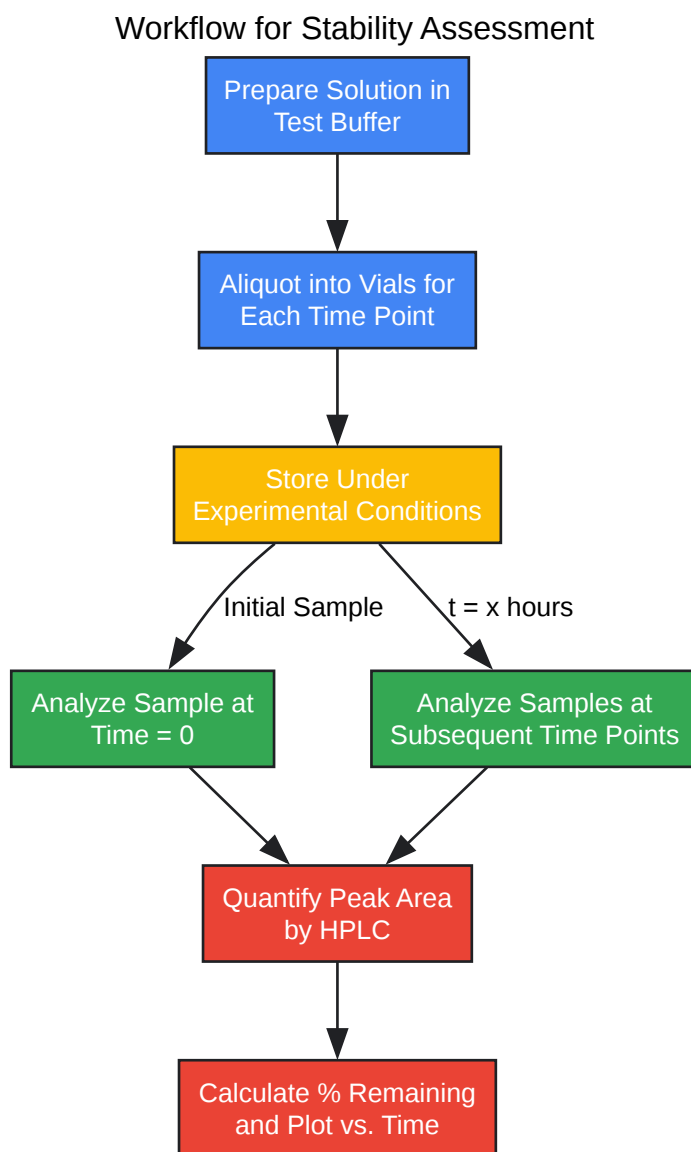 Workflow for Stability Assessment
Prepare Solution in
Test Buffer
Aliquot into Vials for
Each Time Point
Store Under
Experimental Conditions
Initial Sample
t = x hours
Analyze Sample at
Time = 0
Analyze Samples at
Subsequent Time Points
Quantify Peak Area
by HPLC
Calculate % Remaining
and Plot vs. Time